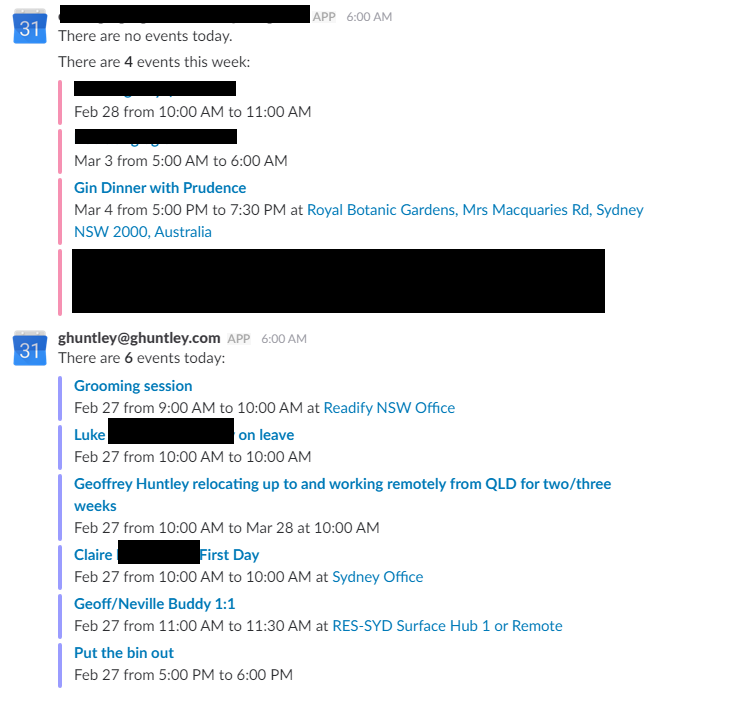 31
APP 6:00 AM
There are no events today.
There are 4 events this week:
Feb 28 from 10:00 AM to 11:00 AM
Mar 3 from 5:00 AM to 6:00 AM
Gin Dinner with Prudence
Mar 4 from 5:00 PM to 7:30 PM at Royal Botanic Gardens, Mrs Macquaries Rd, Sydney
NSW 2000, Australia
31
ghuntley@ghuntley.com APP 6:00 AM
There are 6 events today:
Grooming session
Feb 27 from 9:00 AM to 10:00 AM at Readify NSW Office
Luke on leave
Feb 27 from 10:00 AM to 10:00 AM
Geoffrey Huntley relocating up to and working remotely from QLD for two/three
weeks
Feb 27 from 10:00 AM to Mar 28 at 10:00 AM
Claire First Day
Feb 27 from 10:00 AM to 10:00 AM at Sydney Office
Geoff/Neville Buddy 1:1
Feb 27 from 11:00 AM to 11:30 AM at RES-SYD Surface Hub 1 or Remote
Put the bin out
Feb 27 from 5:00 PM to 6:00 PM